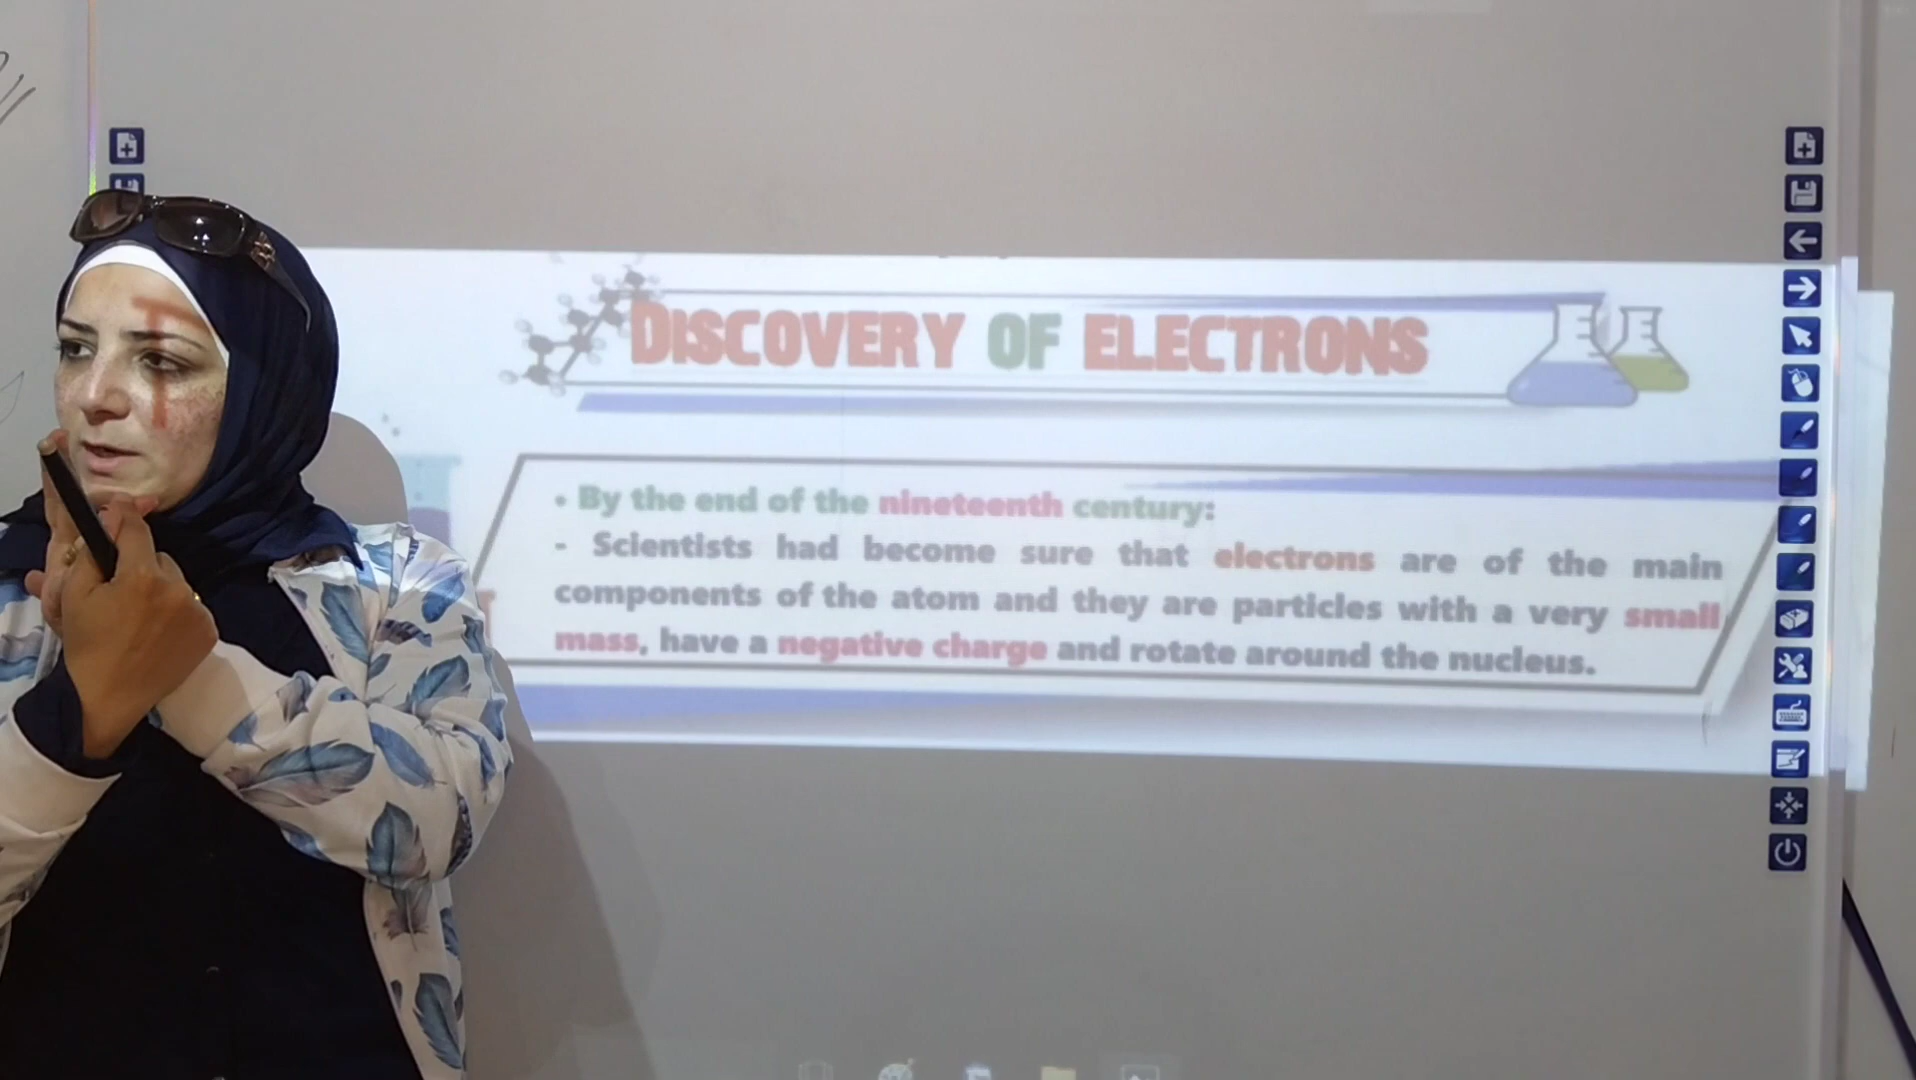 DISCOVERY OF ELECTRONS
• By the end of the nineteenth century:
- Scientists had become sure that electrons are of the main
components of the atom and they are particles with a very small
mass, have a negative charge and rotate around the nucleus.